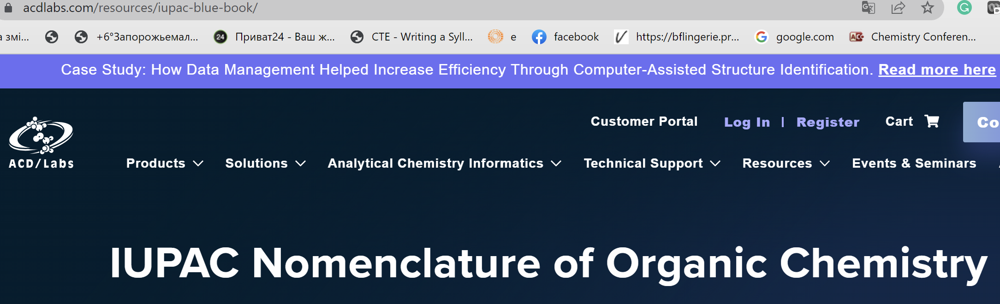 acdlabs.com/resources/iupac-blue-book/
а змі... +6°Запорожьемал... 24 Приват24 - Ваш ж... CTE - Writing a Syll... e facebook https://bflingerie.pr... google.com Chemistry Conferen...
Case Study: How Data Management Helped Increase Efficiency Through Computer-Assisted Structure Identification. Read more here
Customer Portal Log In | Register Cart Co
ACD/Labs
Products Solutions Analytical Chemistry Informatics Technical Support Resources Events & Seminars
IUPAC Nomenclature of Organic Chemistry